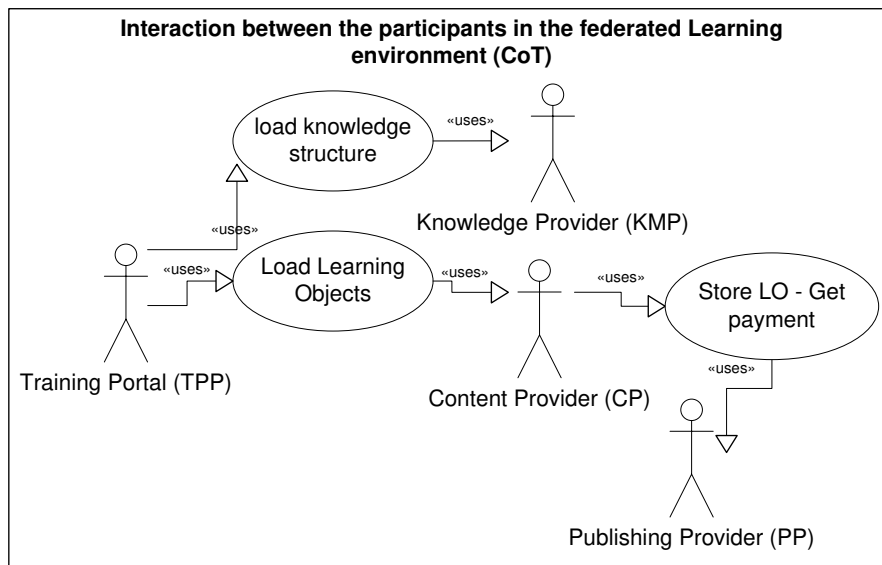 Interaction between the participants in the federated Learning
environment (CoT)
load knowledge
structure
«uses»
Knowledge Provider (KMP)
«uses»
«uses»
Load Learning
Objects
«uses»
«uses»
Store LO - Get
payment
Training Portal (TPP)
Content Provider (CP)
«uses»
Publishing Provider (PP)